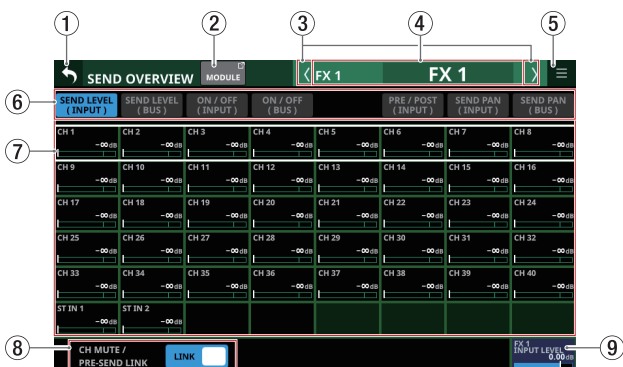 1 2 3 4 5
SEND OVERVIEW MODULE FX 1 FX 1
6
SEND LEVEL (INPUT) SEND LEVEL (BUS) ON / OFF (INPUT) ON / OFF (BUS) PRE / POST (INPUT) SEND PAN (INPUT) SEND PAN (BUS)
7
CH 1 CH 2 CH 3 CH 4 CH 5 CH 6 CH 7 CH 8
-∞dB -∞dB -∞dB -∞dB -∞dB -∞dB -∞dB -∞dB
CH 9 CH 10 CH 11 CH 12 CH 13 CH 14 CH 15 CH 16
-∞dB -∞dB -∞dB -∞dB -∞dB -∞dB -∞dB -∞dB
CH 17 CH 18 CH 19 CH 20 CH 21 CH 22 CH 23 CH 24
-∞dB -∞dB -∞dB -∞dB -∞dB -∞dB -∞dB -∞dB
CH 25 CH 26 CH 27 CH 28 CH 29 CH 30 CH 31 CH 32
-∞dB -∞dB -∞dB -∞dB -∞dB -∞dB -∞dB -∞dB
CH 33 CH 34 CH 35 CH 36 CH 37 CH 38 CH 39 CH 40
-∞dB -∞dB -∞dB -∞dB -∞dB -∞dB -∞dB -∞dB
ST IN 1 ST IN 2
-∞dB -∞dB
8
CH MUTE /
PRE-SEND LINK LINK
FX 1
INPUT LEVEL
0.00dB
9